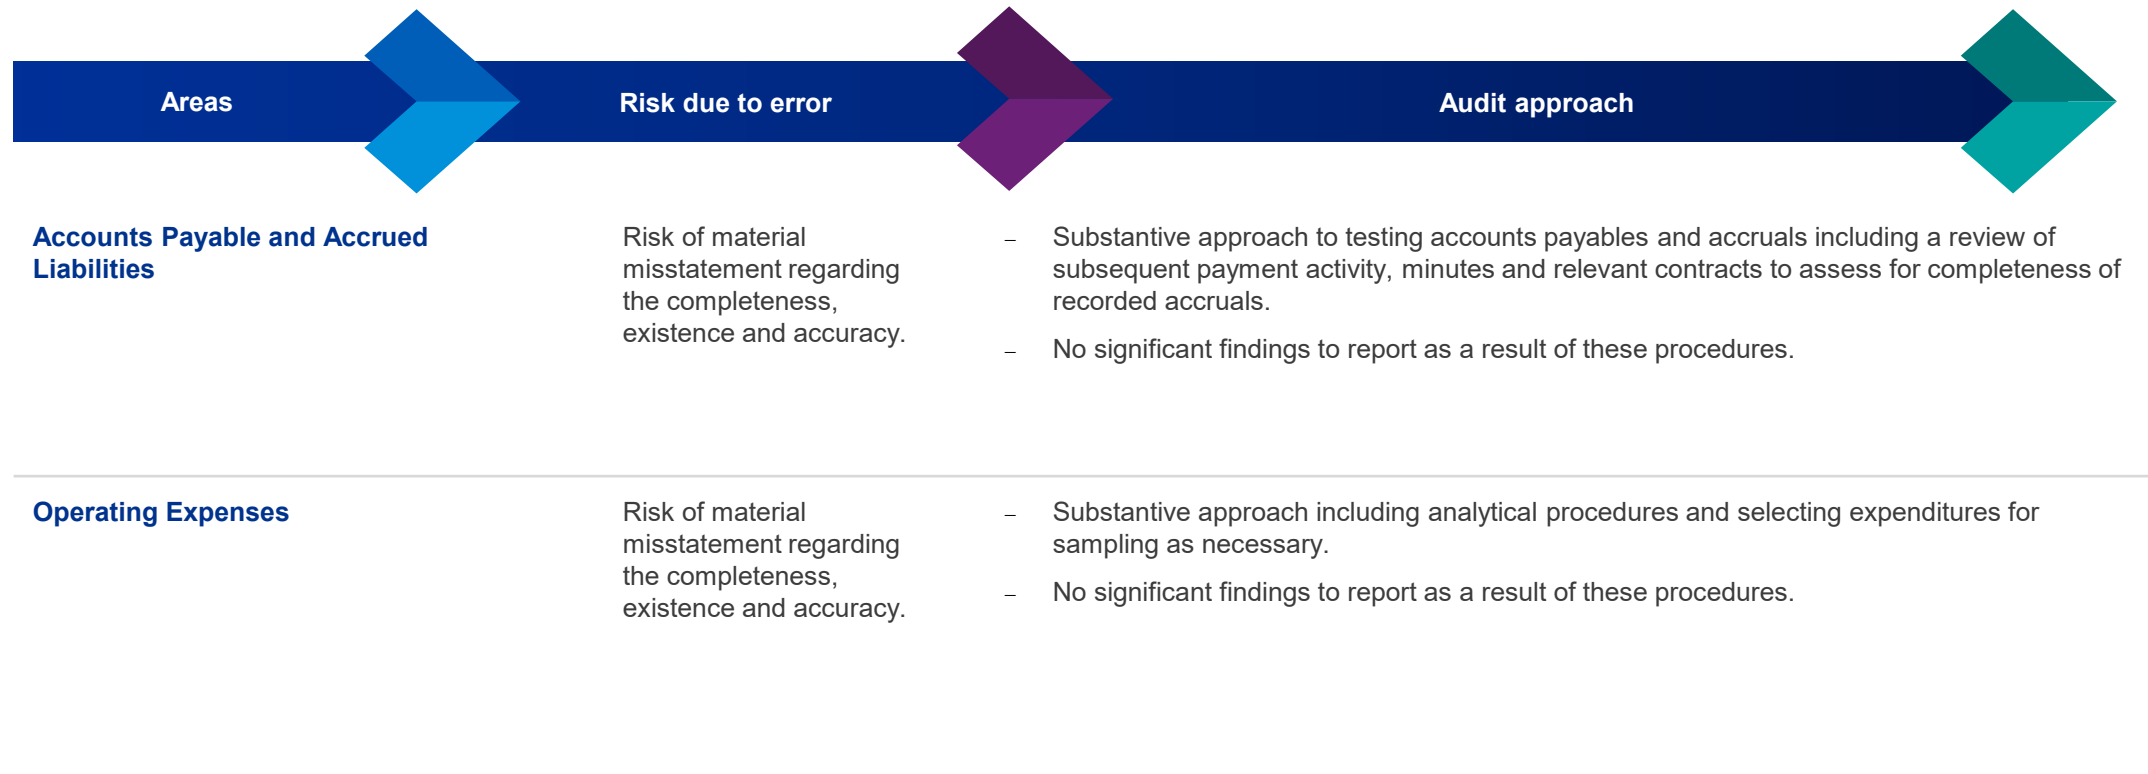 Areas
Risk due to error
Audit approach
Accounts Payable and Accrued
Liabilities
Risk of material
misstatement regarding
the completeness,
existence and accuracy.
– Substantive approach to testing accounts payables and accruals including a review of
subsequent payment activity, minutes and relevant contracts to assess for completeness of
recorded accruals.
– No significant findings to report as a result of these procedures.
Operating Expenses
Risk of material
misstatement regarding
the completeness,
existence and accuracy.
– Substantive approach including analytical procedures and selecting expenditures for
sampling as necessary.
– No significant findings to report as a result of these procedures.